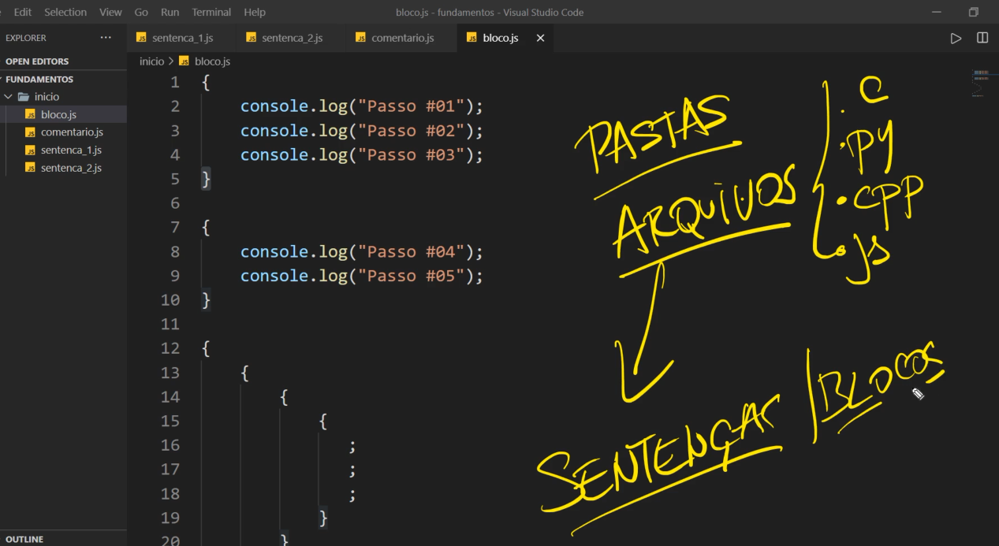 Edit Selection View Go Run Terminal Help
bloco.js - fundamentos - Visual Studio Code
EXPLORER ...
sentenca_1.js sentenca_2.js comentario.js bloco.js
OPEN EDITORS
inicio > bloco.js
FUNDAMENTOS
inicio
bloco.js
comentario.js
sentenca_1.js
sentenca_2.js
OUTLINE
1 {
2 console.log("Passo #01");
3 console.log("Passo #02");
4 console.log("Passo #03");
5 }
6
7 {
8 console.log("Passo #04");
9 console.log("Passo #05");
10 }
11
12 {
13 {
14 {
15 {
16 ;
17 ;
18 ;
19 }
20 }
PASTAS
ARQUIVOS
.C
.PY
.CPP
.js
SENTENÇAS | BLOCOS